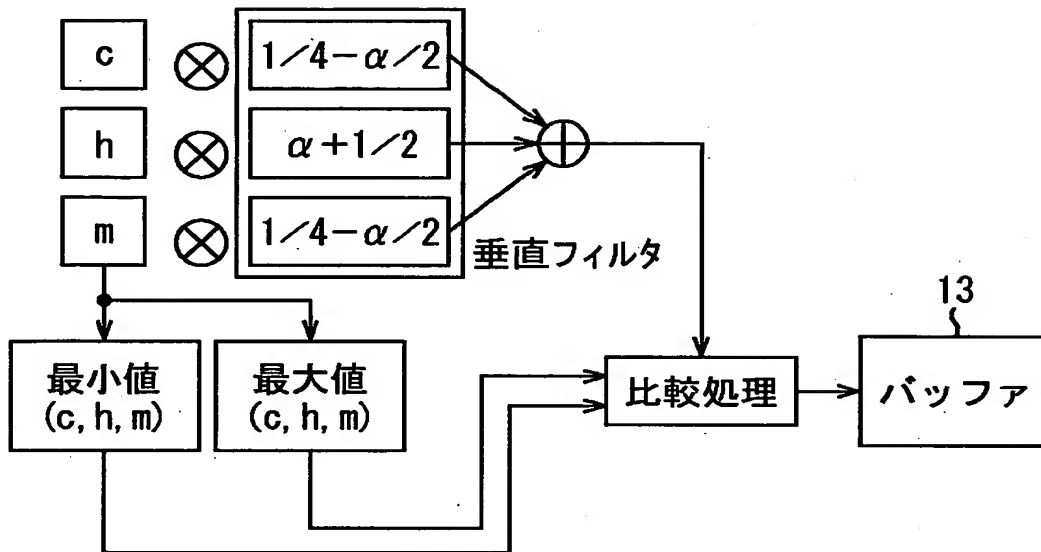 c
1/4-α/2
h
α+1/2
m
1/4-α/2
垂直フィルタ
13
最小値
(c, h, m)
最大値
(c, h, m)
比較処理
バッファ